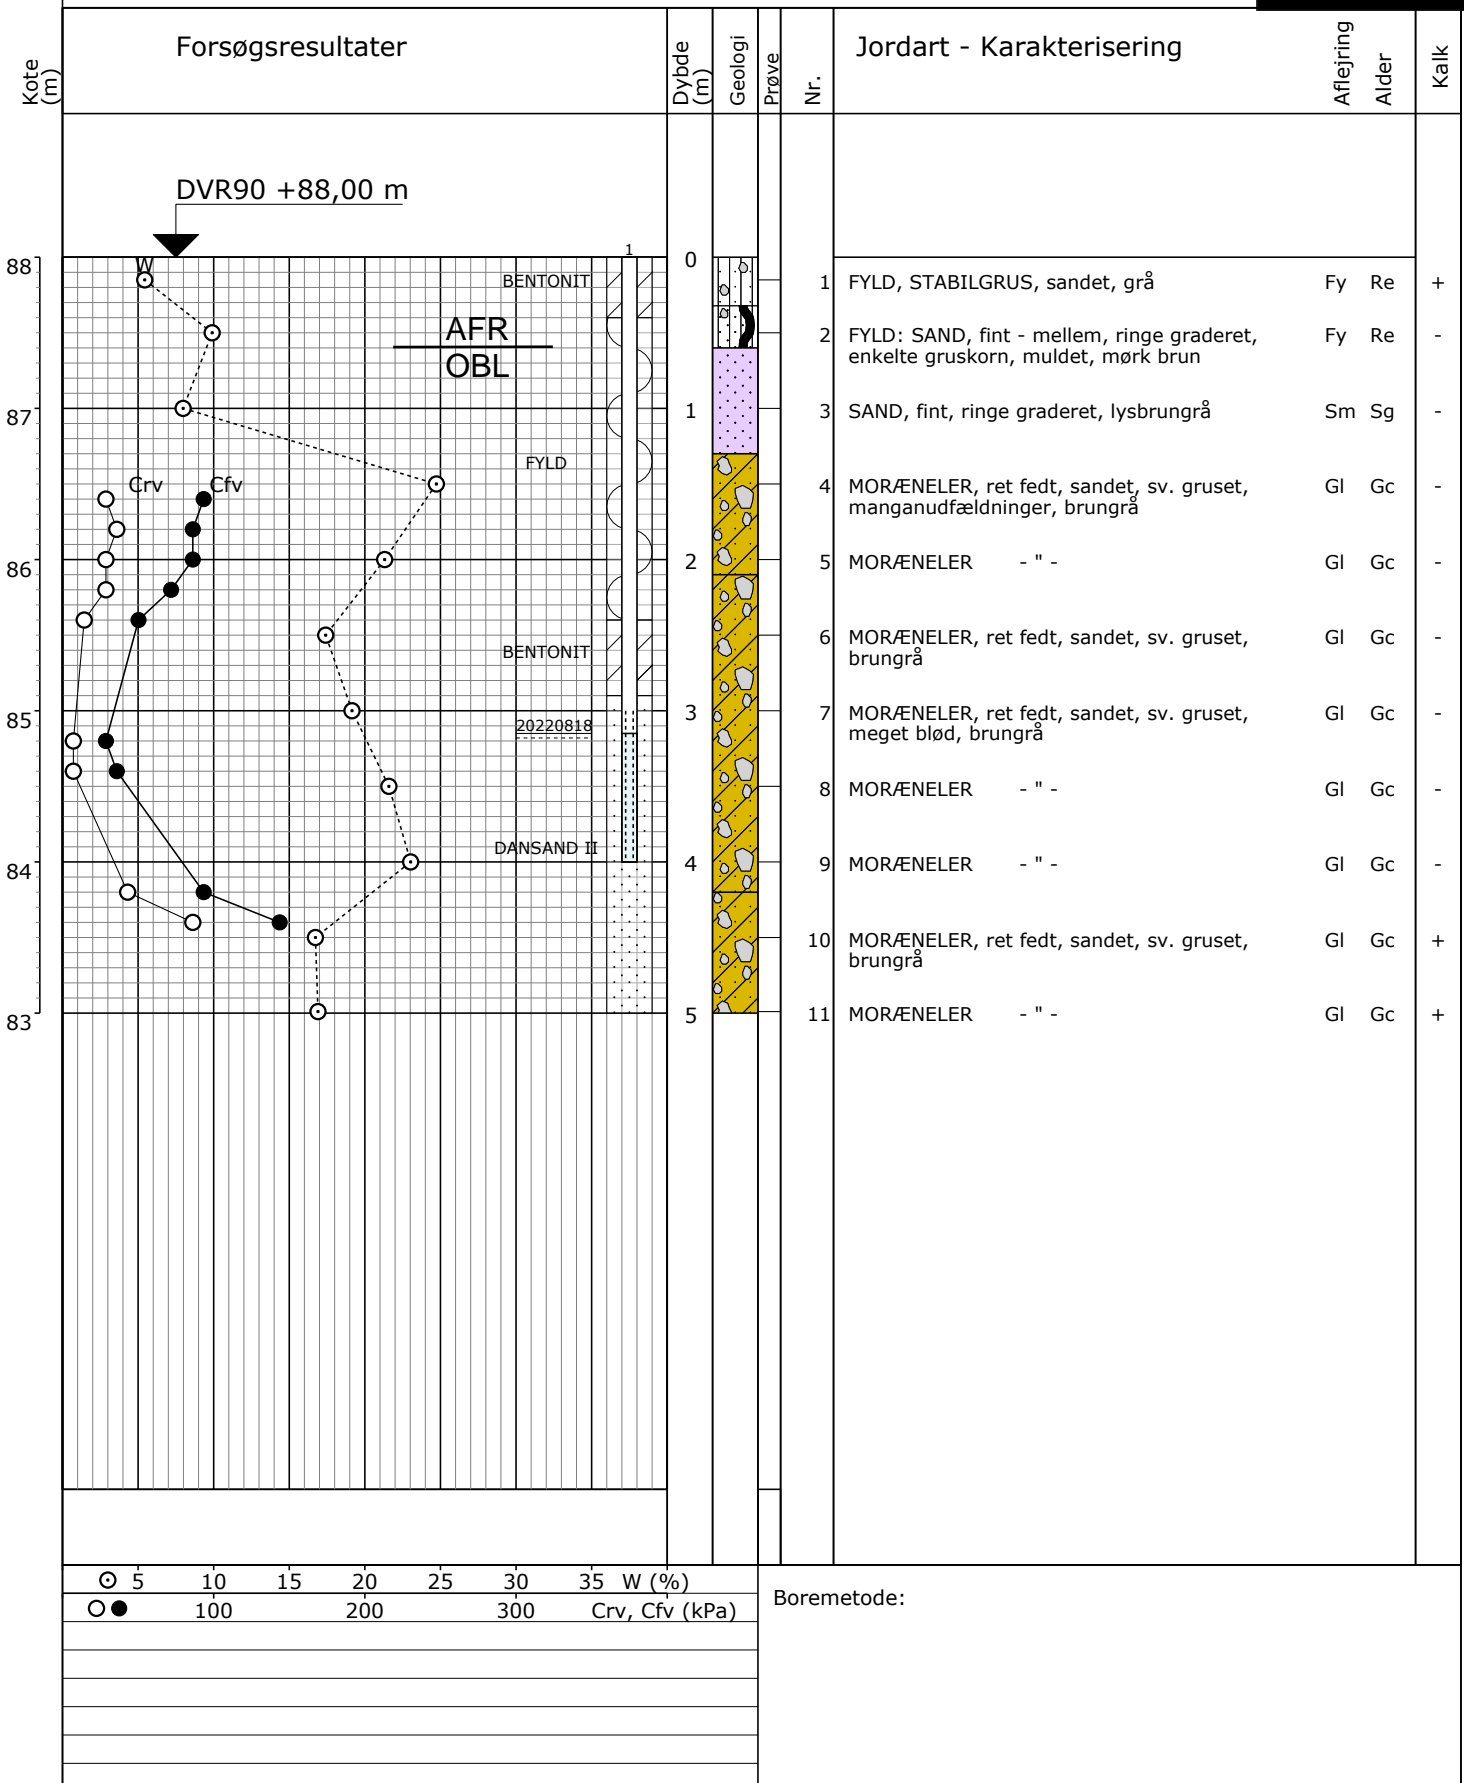 Kote (m)
Forsøgsresultater
Dybde (m)
Geologi
Prøve
Nr.
Jordart - Karakterisering
Aflejring
Alder
Kalk
DVR90 +88,00 m
1
88
W
BENTONIT
0
1 FYLD, STABILGRUS, sandet, grå Fy Re +
AFR
OBL
2 FYLD: SAND, fint - mellem, ringe graderet, Fy Re -
enkelte gruskorn, muldet, mørk brun
87
1
3 SAND, fint, ringe graderet, lysbrungrå Sm Sg -
FYLD
Crv Cfv
4 MORÆNELER, ret fedt, sandet, sv. gruset, Gl Gc -
manganudfældninger, brungrå
86
2
5 MORÆNELER - " - Gl Gc -
BENTONIT
6 MORÆNELER, ret fedt, sandet, sv. gruset, Gl Gc -
brungrå
85
3
20220818
7 MORÆNELER, ret fedt, sandet, sv. gruset, Gl Gc -
meget blød, brungrå
8 MORÆNELER - " - Gl Gc -
DANSAND II
84
4
9 MORÆNELER - " - Gl Gc -
10 MORÆNELER, ret fedt, sandet, sv. gruset, Gl Gc +
brungrå
83
5
11 MORÆNELER - " - Gl Gc +
5 10 15 20 25 30 35 W (%)
100 200 300 Crv, Cfv (kPa)
Boremetode: